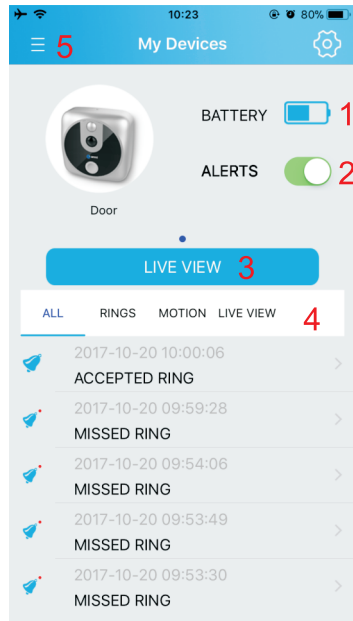 10:23 80%
5 My Devices
BATTERY 1
ALERTS 2
Door
LIVE VIEW 3
ALL RINGS MOTION LIVE VIEW 4
2017-10-20 10:00:06
ACCEPTED RING
2017-10-20 09:59:28
MISSED RING
2017-10-20 09:54:06
MISSED RING
2017-10-20 09:53:49
MISSED RING
2017-10-20 09:53:30
MISSED RING